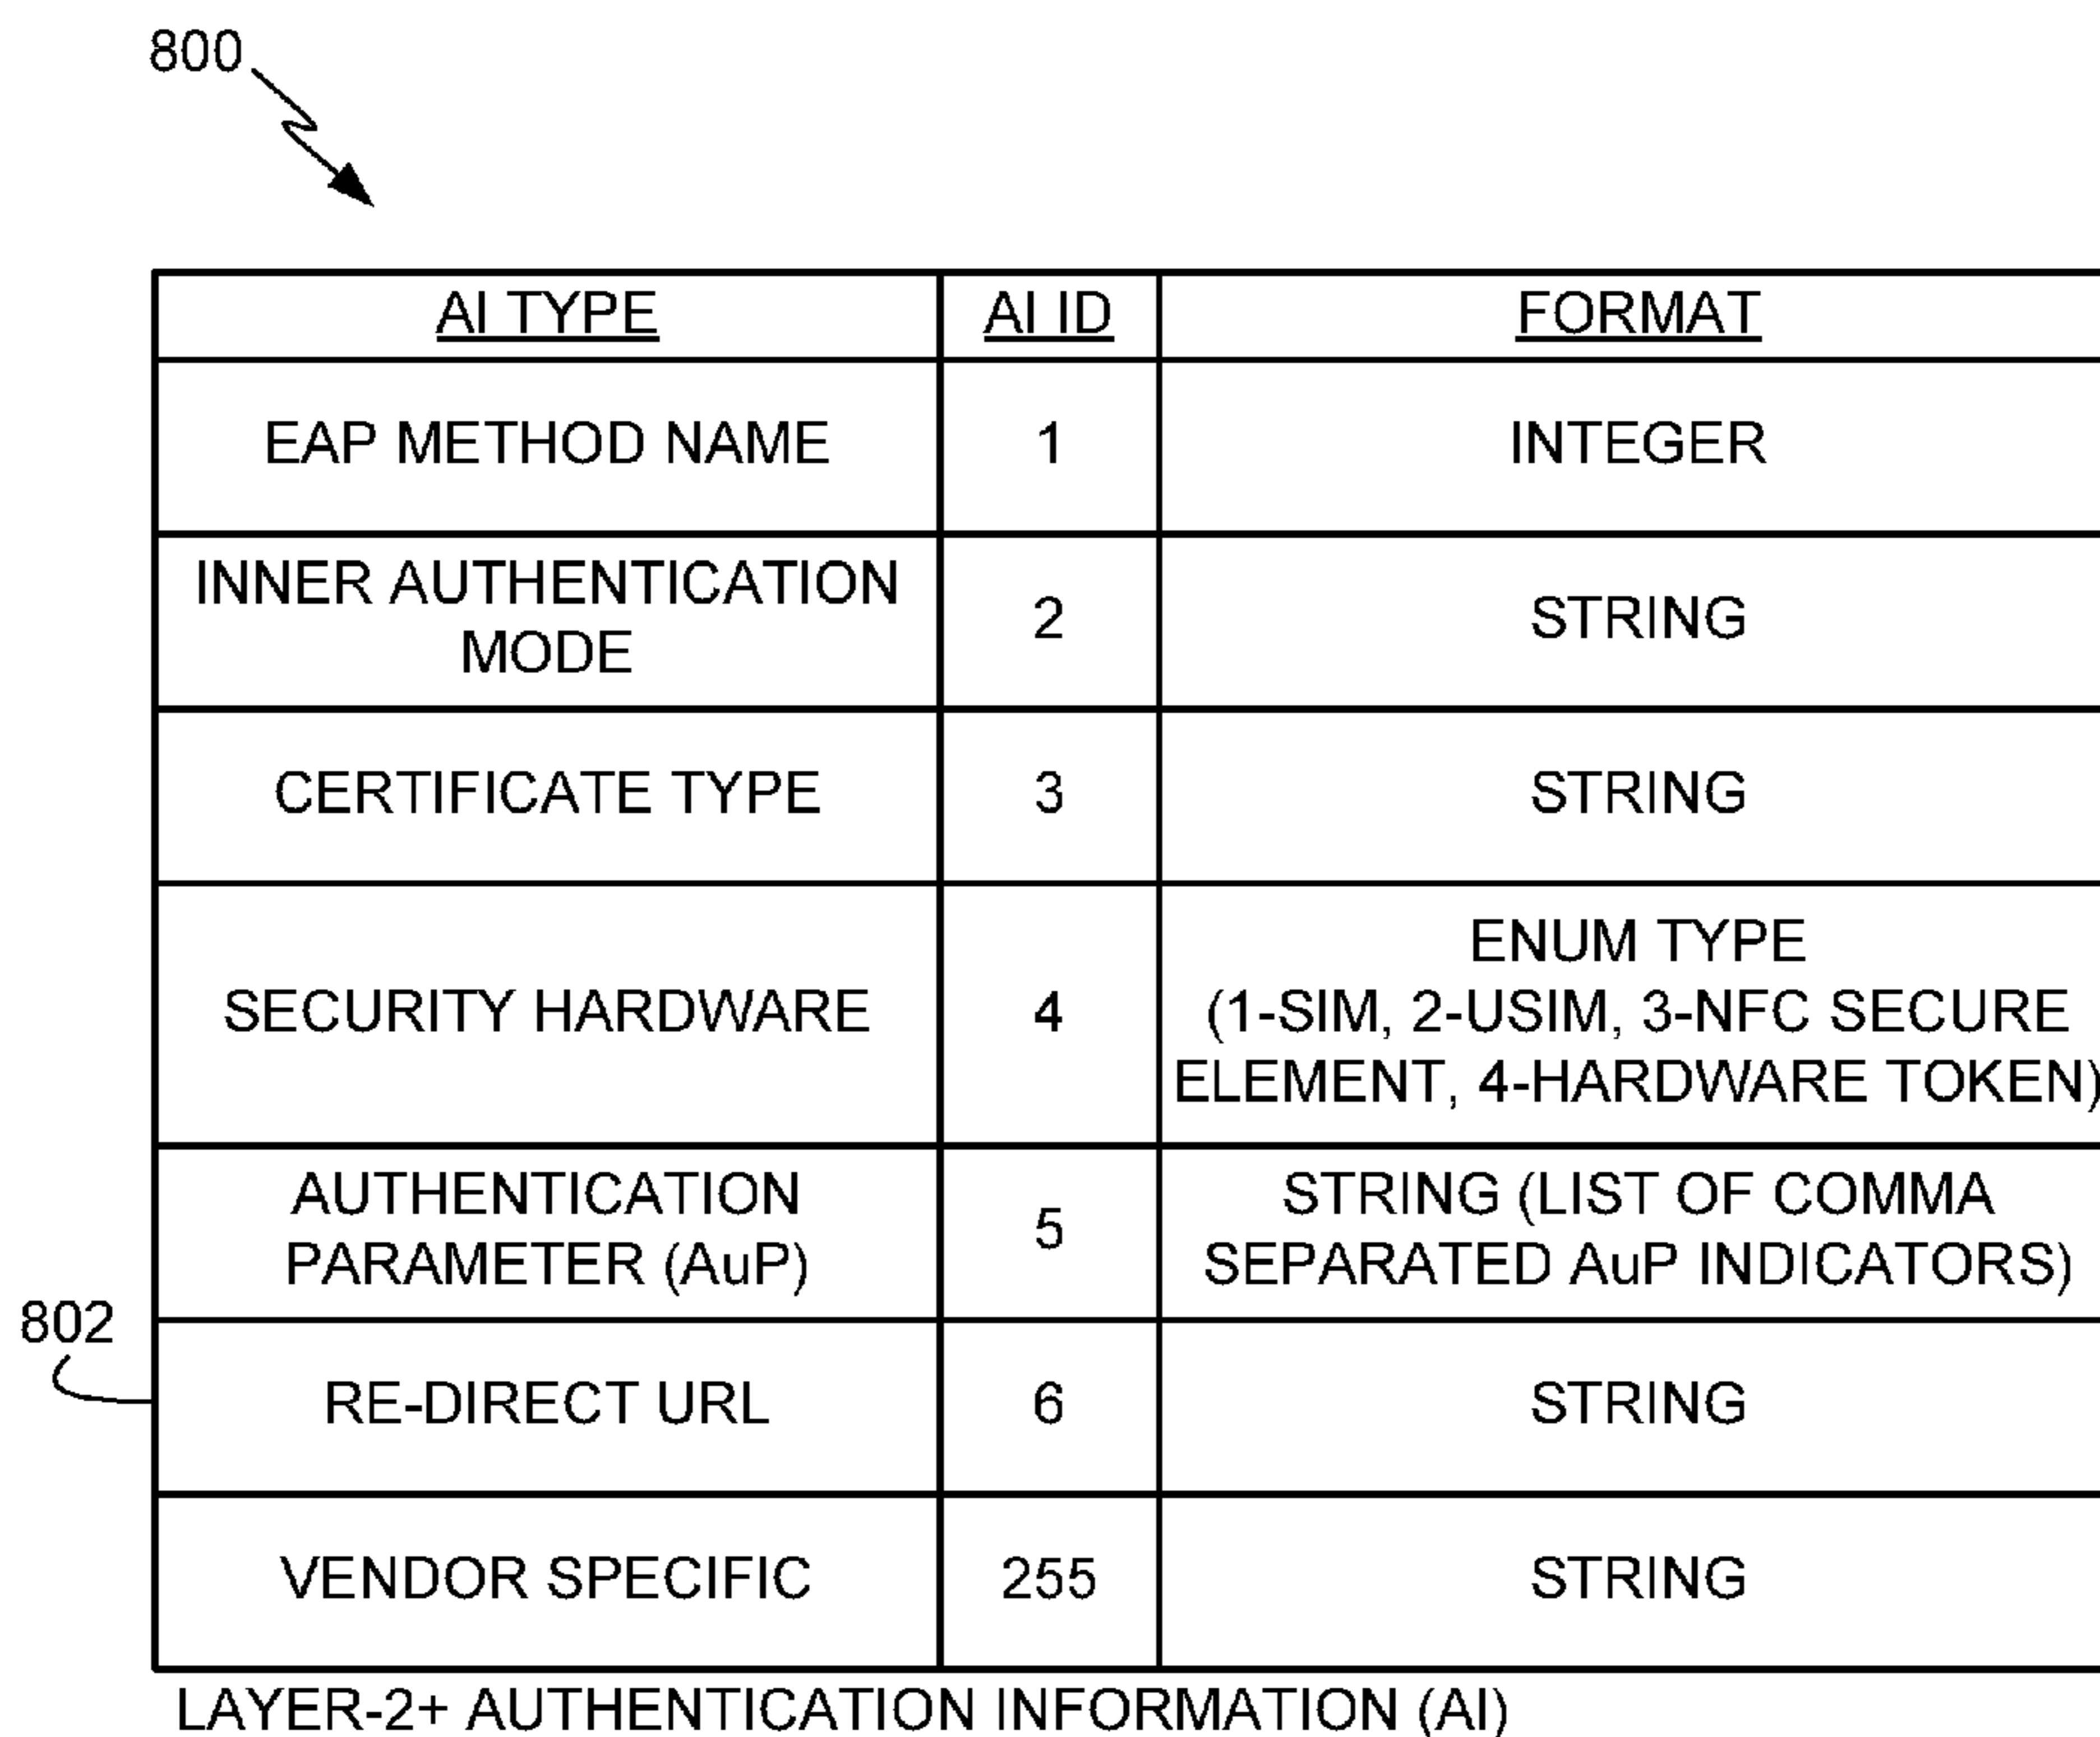 800
AI TYPE AI ID FORMAT
EAP METHOD NAME 1 INTEGER
INNER AUTHENTICATION
MODE 2 STRING
CERTIFICATE TYPE 3 STRING
SECURITY HARDWARE 4 ENUM TYPE
(1-SIM, 2-USIM, 3-NFC SECURE
ELEMENT, 4-HARDWARE TOKEN)
AUTHENTICATION
PARAMETER (AuP) 5 STRING (LIST OF COMMA
SEPARATED AuP INDICATORS)
802
RE-DIRECT URL 6 STRING
VENDOR SPECIFIC 255 STRING
LAYER-2+ AUTHENTICATION INFORMATION (AI)